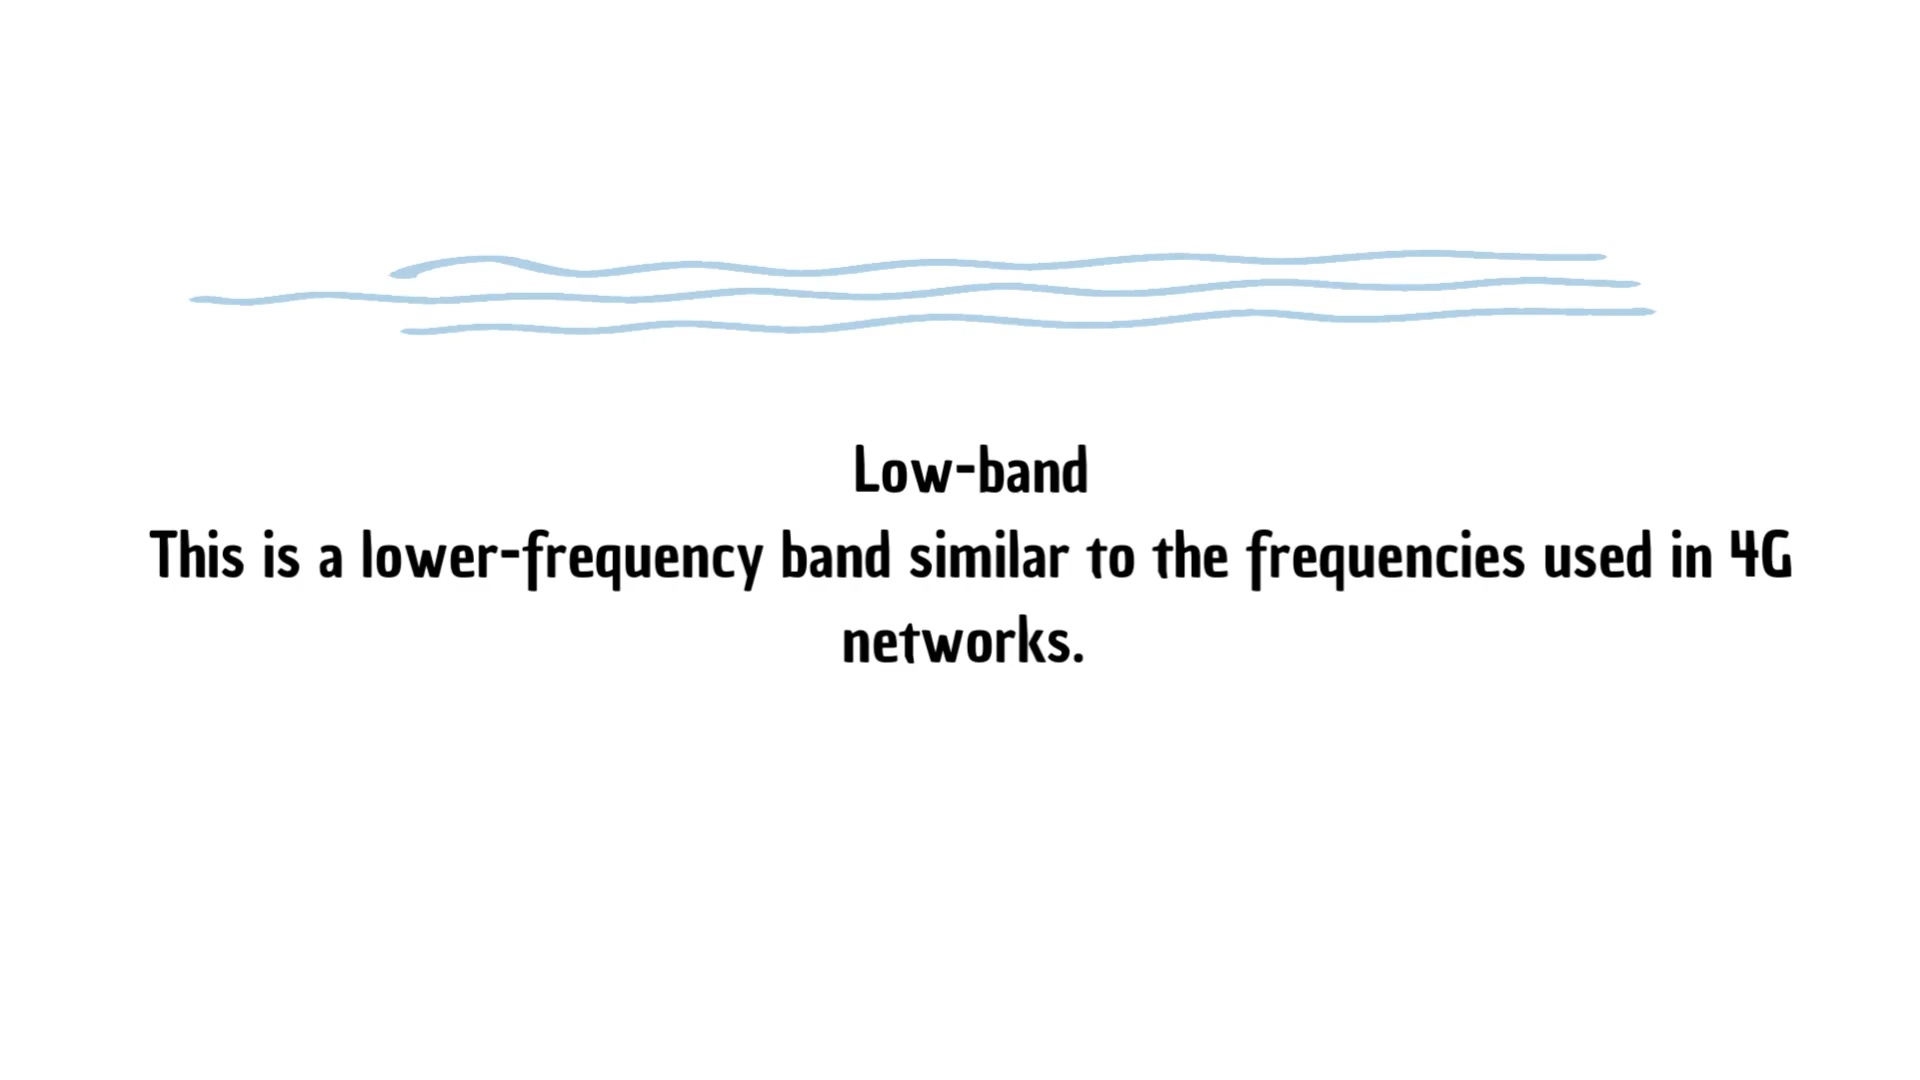 Low-band
This is a lower-frequency band similar to the frequencies used in 4G
networks.